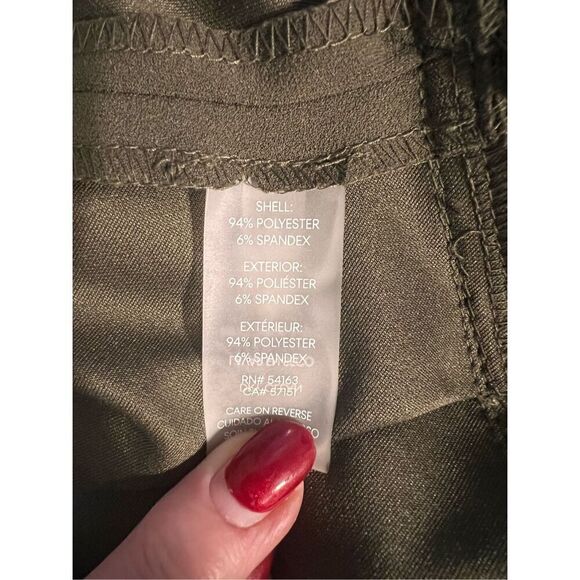 SHELL:
94% POLYESTER
6% SPANDEX
EXTERIOR:
94% POLIÉSTER
6% SPANDEX
EXTÉRIEUR:
94% POLYESTER
6% SPANDEX
RN# 54163
CA# 57151
CARE ON REVERSE
CUIDADO